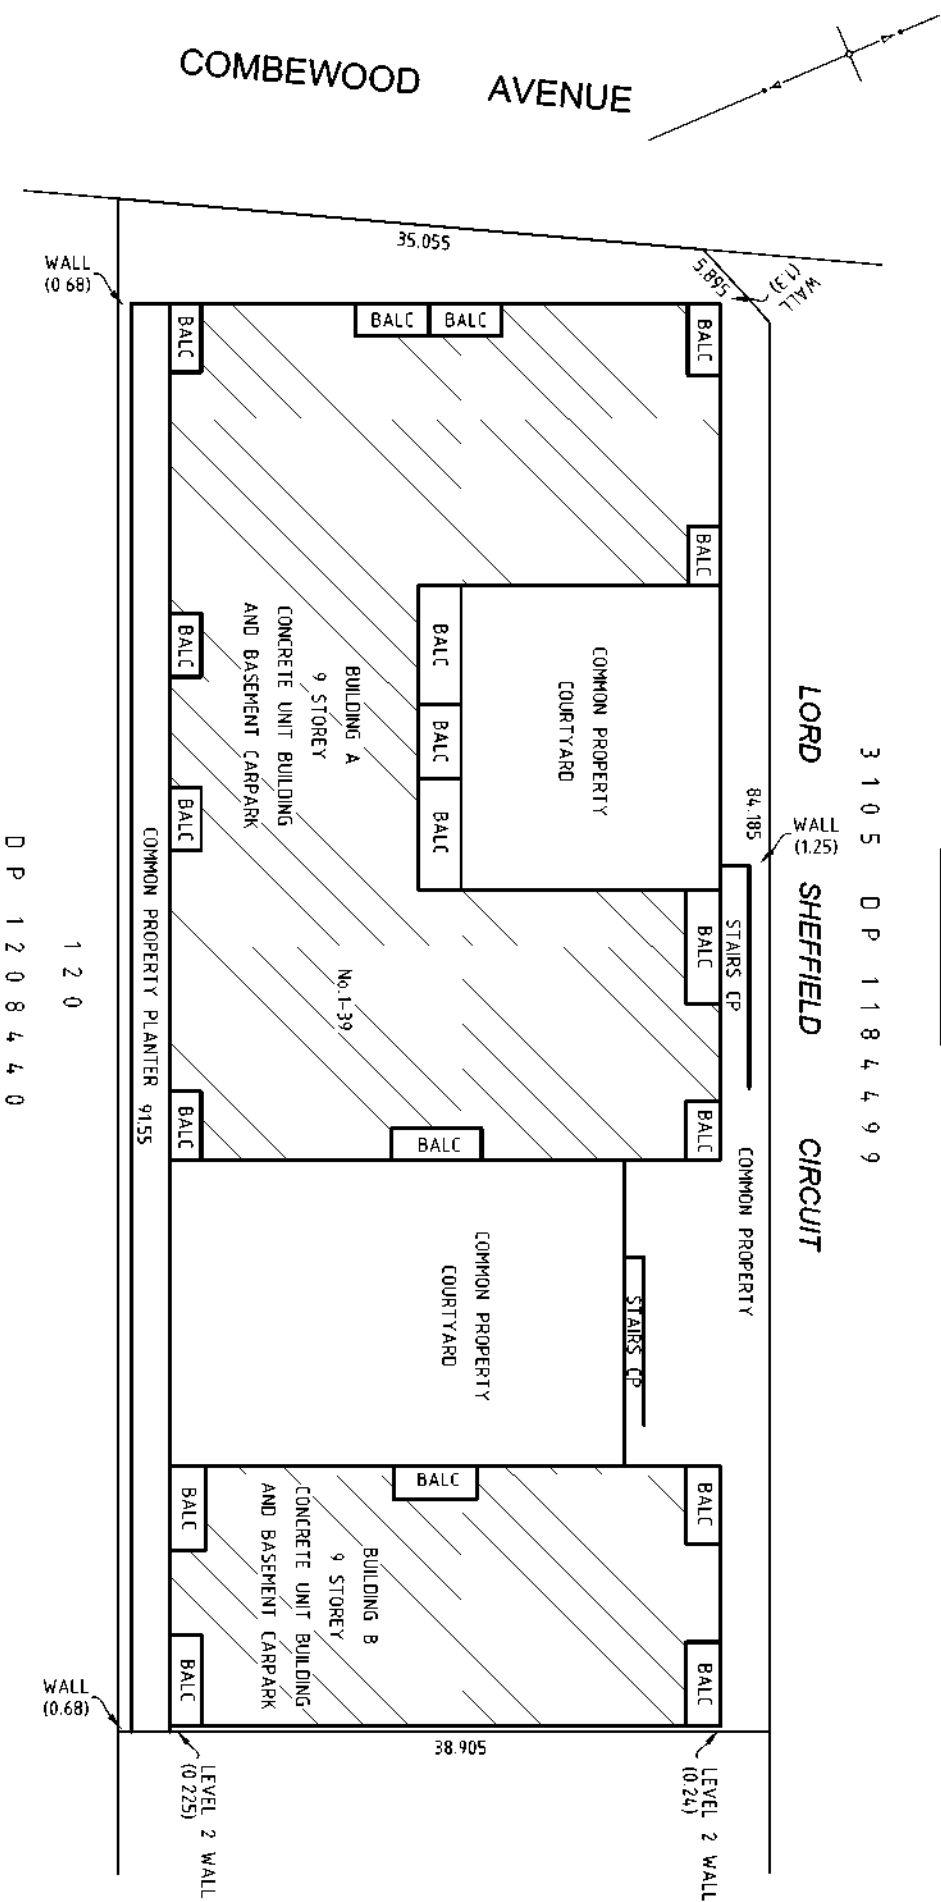 COMBEWOOD AVENUE
35.055
5.895
WALL
(1.3)
WALL
(0.68)
BALC
BALC
BALC
BALC
BALC
BALC
BALC
BALC
BALC
COMMON PROPERTY
COURTYARD
BUILDING A
9 STOREY
CONCRETE UNIT BUILDING
AND BASEMENT CARPARK
BALC
BALC
LORD SHEFFIELD CIRCUIT
3105 DP 1184499
84.185
WALL
(1.25)
STAIRS CP
BALC
No.1-39
COMMON PROPERTY PLANTER 91.55
120
DP 1208440
BALC
BALC
BALC
COMMON PROPERTY
COMMON PROPERTY
COURTYARD
STAIRS CP
BALC
BALC
BALC
BUILDING B
9 STOREY
CONCRETE UNIT BUILDING
AND BASEMENT CARPARK
BALC
BALC
WALL
(0.68)
38.905
LEVEL 2 WALL
(0.225)
LEVEL 2 WALL
(0.24)